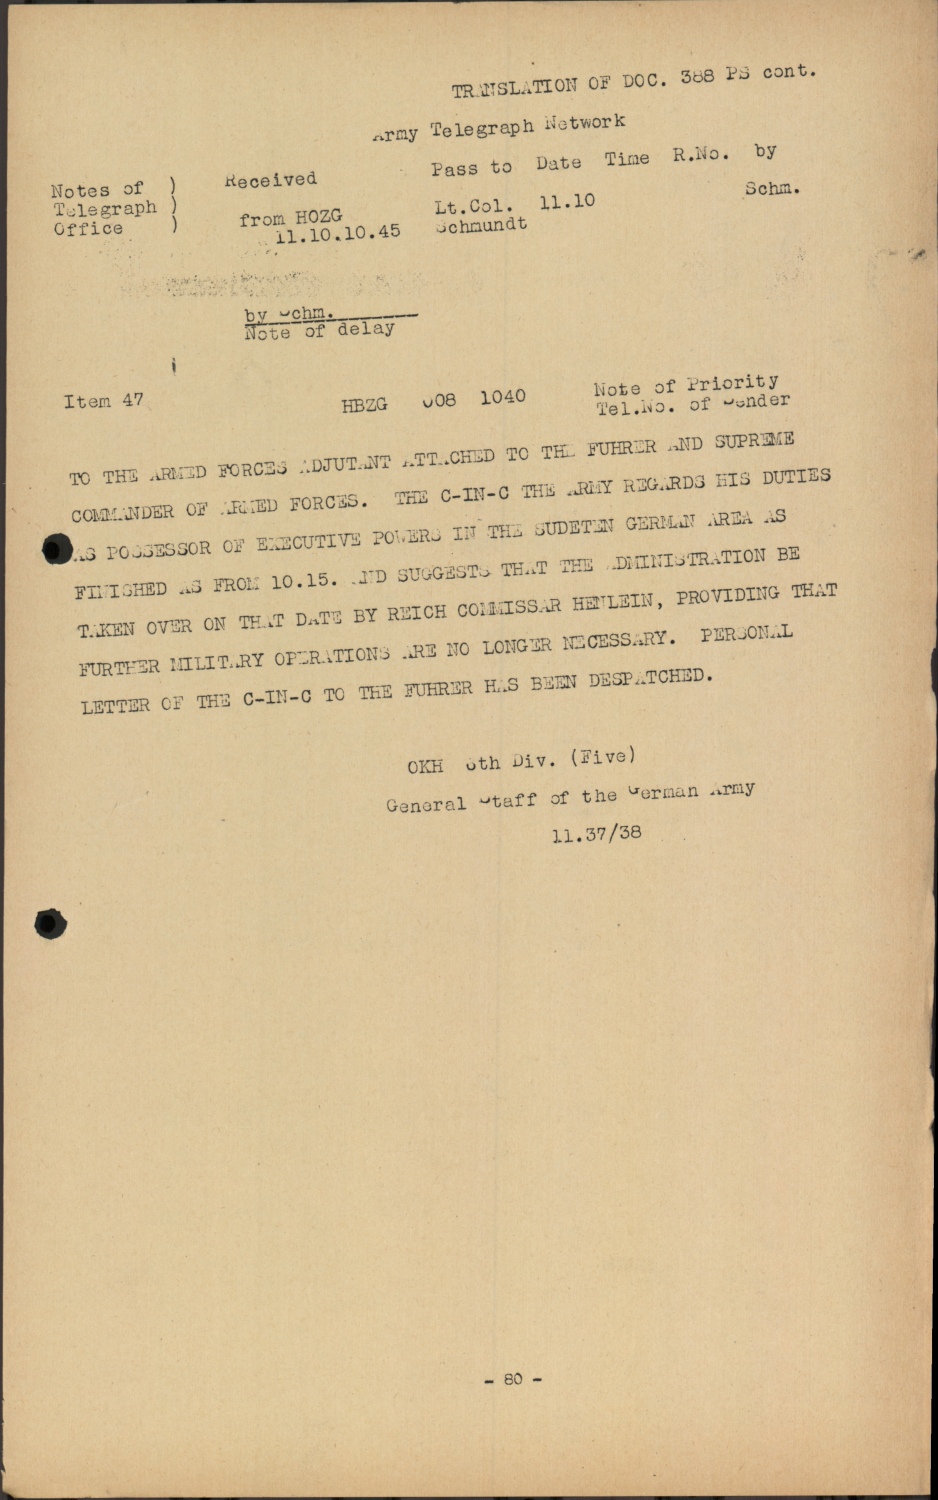 TRANSLATION OF DOC. 388 PS cont.
Army Telegraph Network
Notes of )
Telegraph )
Office )
Received
from HOZG
11.10.10.45
Pass to Date Time R.No. by
Lt.Col. 11.10 Schm.
Schmundt
by Schm.
Note of delay
Item 47
HBZG 608 1040
Note of Priority
Tel.No. of Sender
TO THE ARMED FORCES ADJUTANT ATTACHED TO THE FUHRER AND SUPREME
COMMANDER OF ARMED FORCES. THE C-IN-C THE ARMY REGARDS HIS DUTIES
AS POSSESSOR OF EXECUTIVE POWERS IN THE SUDETEN GERMAN AREA AS
FINISHED AS FROM 10.15. AND SUGGESTS THAT THE ADMINISTRATION BE
TAKEN OVER ON THAT DATE BY REICH COMMISSAR HENLEIN, PROVIDING THAT
FURTHER MILITARY OPERATIONS ARE NO LONGER NECESSARY. PERSONAL
LETTER OF THE C-IN-C TO THE FUHRER HAS BEEN DESPATCHED.
OKH 6th Div. (Five)
General Staff of the German Army
11.37/38
- 80 -